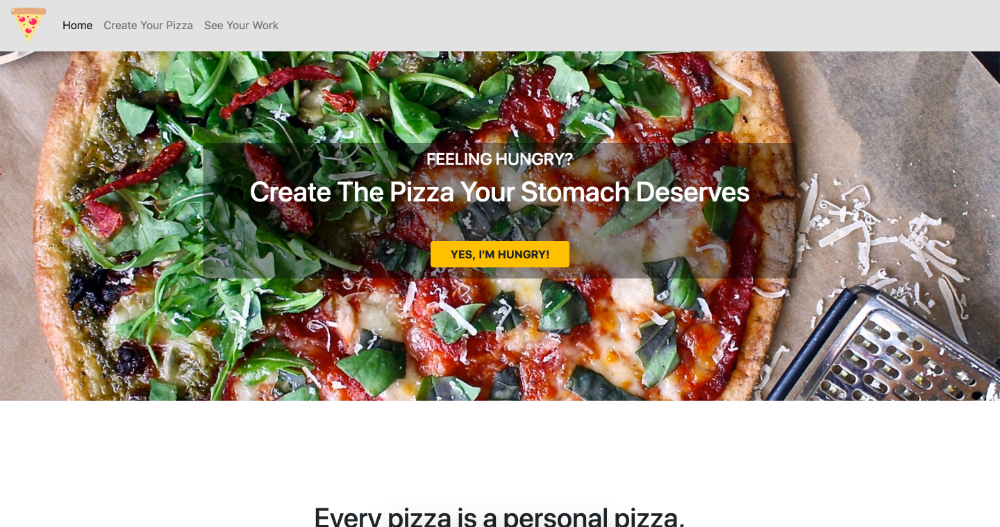 Home Create Your Pizza See Your Work
FEELING HUNGRY?
Create The Pizza Your Stomach Deserves
YES, I'M HUNGRY!
Every pizza is a personal pizza,